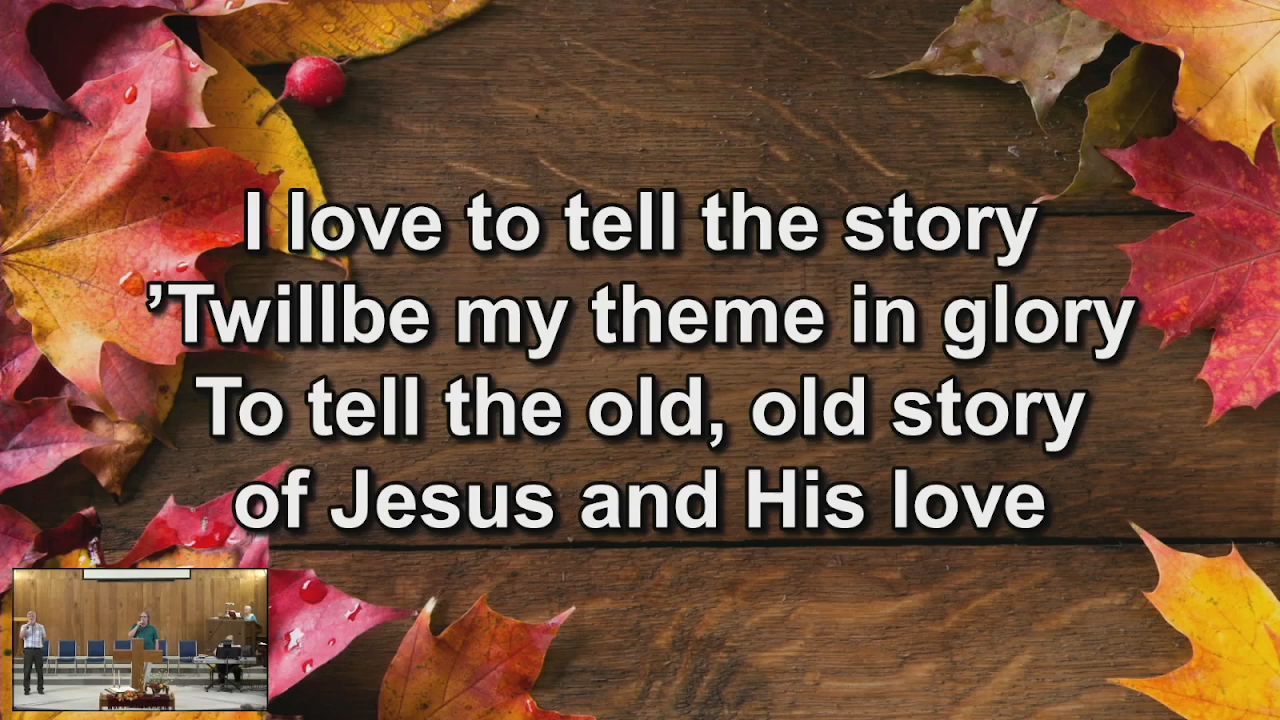 I love to tell the story
’Twillbe my theme in glory
To tell the old, old story
of Jesus and His love